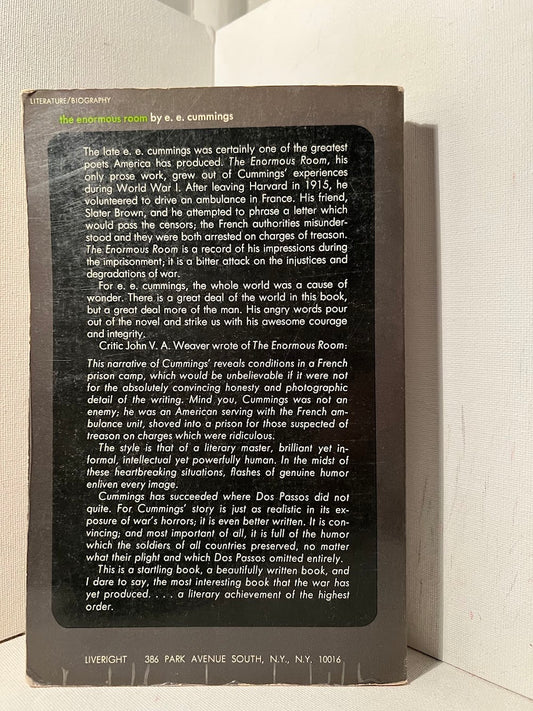 LITERATURE/BIOGRAPHY
the enormous room by e. e. cummings
The late e. e. cummings was certainly one of the greatest
poets America has produced. The Enormous Room, his
only prose work, grew out of Cummings' experiences
during World War I. After leaving Harvard in 1915, he
volunteered to drive an ambulance in France. His friend,
Slater Brown, and he attempted to phrase a letter which
would pass the censors; the French authorities misunder-
stood and they were both arrested on charges of treason.
The Enormous Room is a record of his impressions during
the imprisonment; it is a bitter attack on the injustices and
degradations of war.
For e. e. cummings, the whole world was a cause of
wonder. There is a great deal of the world in this book,
but a great deal more of the man. His angry words pour
out of the novel and strike us with his awesome courage
and integrity.
Critic John V. A. Weaver wrote of The Enormous Room:
This narrative of Cummings' reveals conditions in a French
prison camp, which would be unbelievable if it were not
for the absolutely convincing honesty and photographic
detail of the writing. Mind you, Cummings was not an
enemy; he was an American serving with the French am-
bulance unit, shoved into a prison for those suspected of
treason on charges which were ridiculous.
The style is that of a literary master, brilliant yet in-
formal, intellectual yet powerfully human. In the midst of
these heartbreaking situations, flashes of genuine humor
enliven every image.
Cummings has succeeded where Dos Passos did not
quite. For Cummings' story is just as realistic in its ex-
posure of war's horrors; it is even better written. It is con-
vincing; and most important of all, it is full of the humor
which the soldiers of all countries preserved, no matter
what their plight and which Dos Passos omitted entirely.
This is a startling book, a beautifully written book, and
I dare to say, the most interesting book that the war has
yet produced. . . . a literary achievement of the highest
order.
LIVERIGHT 386 PARK AVENUE SOUTH, N.Y., N.Y. 10016